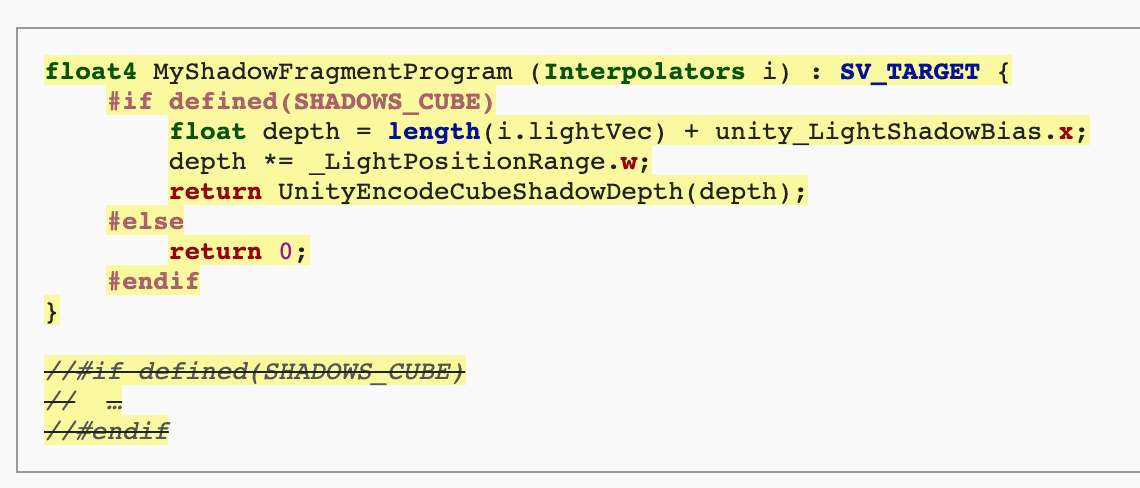 float4 MyShadowFragmentProgram (Interpolators i) : SV_TARGET {
#if defined(SHADOWS_CUBE)
float depth = length(i.lightVec) + unity_LightShadowBias.x;
depth *= _LightPositionRange.w;
return UnityEncodeCubeShadowDepth(depth);
#else
return 0;
#endif
}
//#if defined(SHADOWS_CUBE)
// …
//#endif